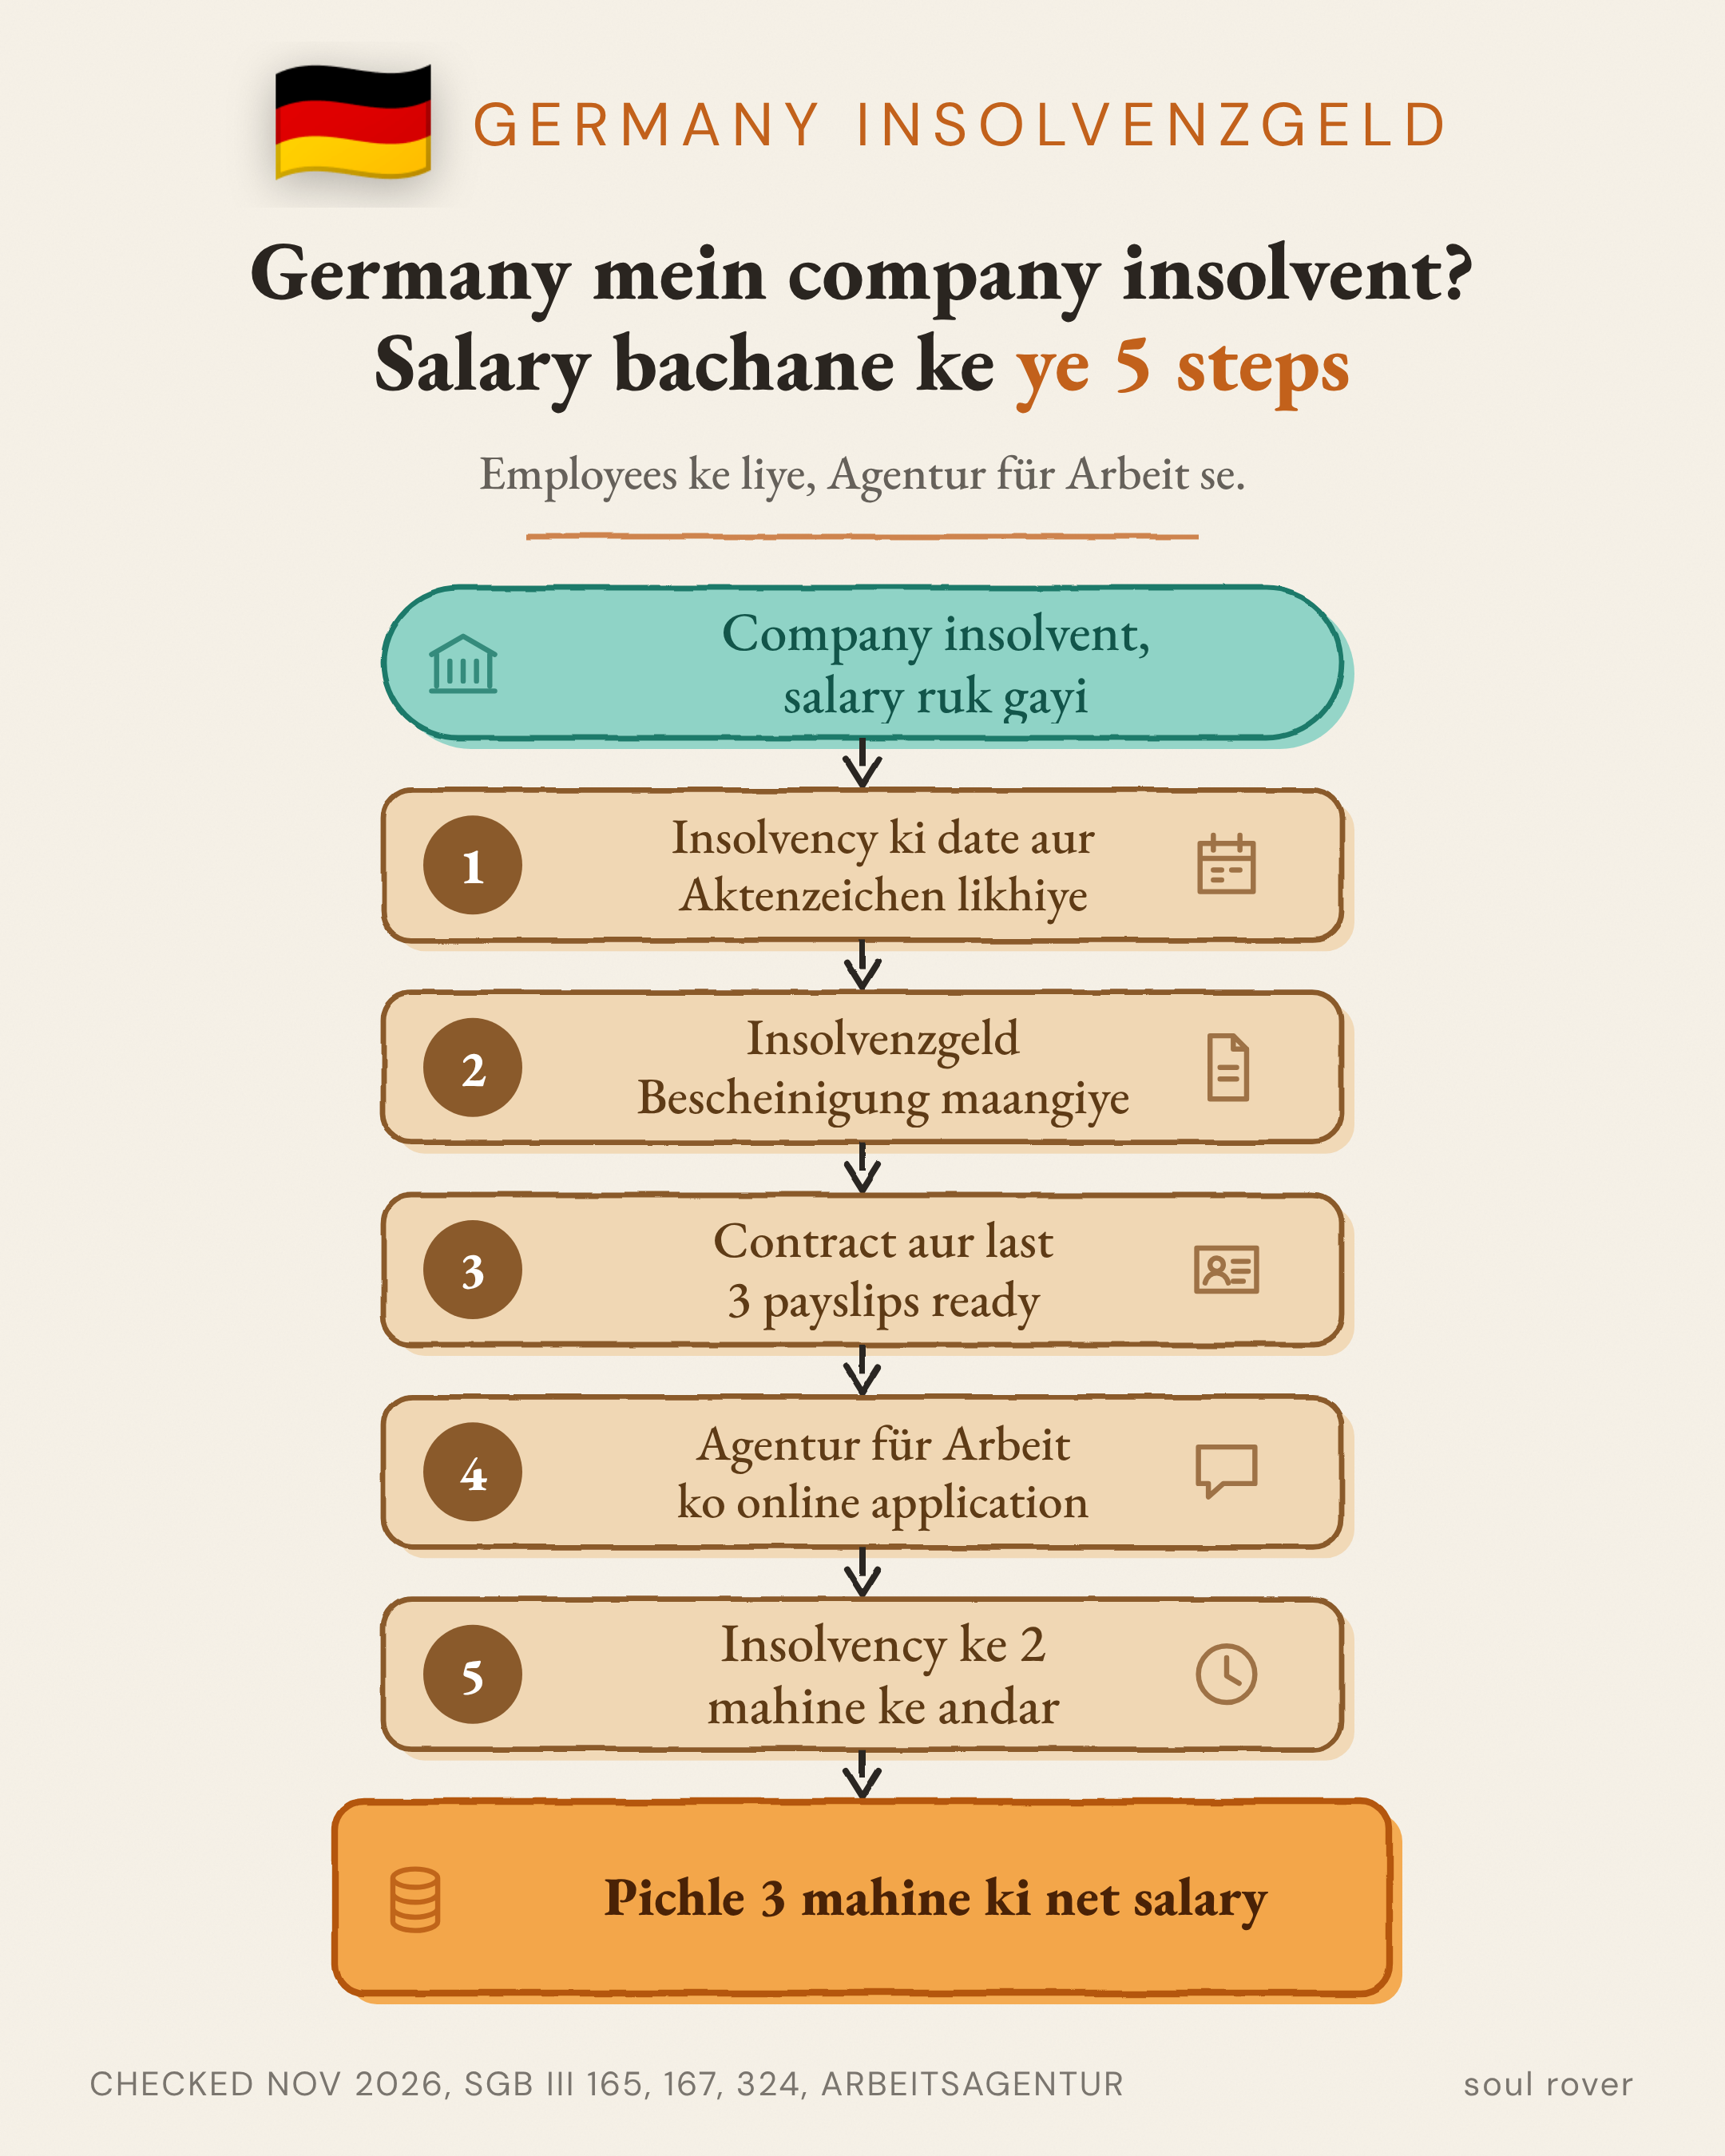 GERMANY INSOLVENZGELD
Germany mein company insolvent?
Salary bachane ke ye 5 steps
Employees ke liye, Agentur für Arbeit se.
Company insolvent,
salary ruk gayi
1
Insolvency ki date aur
Aktenzeichen likhiye
2
Insolvenzgeld
Bescheinigung maangiye
3
Contract aur last
3 payslips ready
4
Agentur für Arbeit
ko online application
5
Insolvency ke 2
mahine ke andar
Pichle 3 mahine ki net salary
CHECKED NOV 2026, SGB III 165, 167, 324, ARBEITSAGENTUR
soul rover